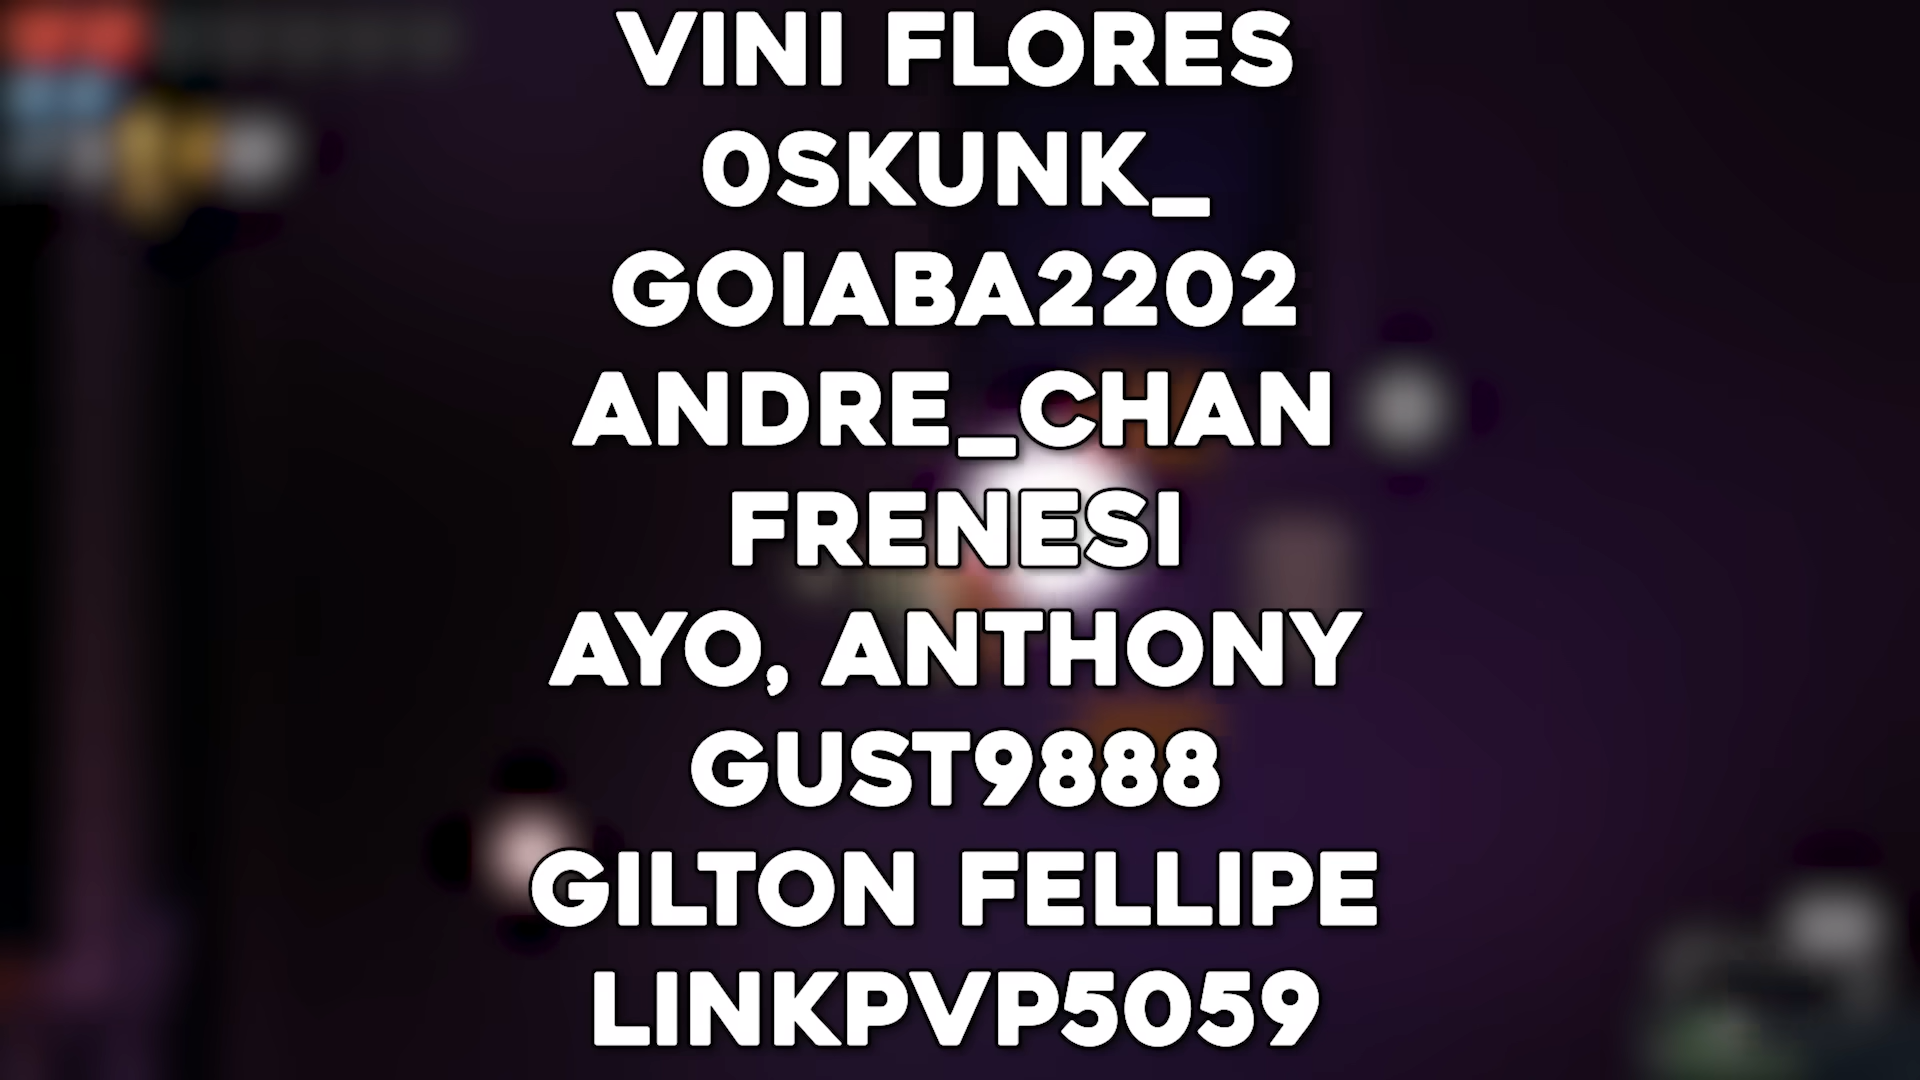 VINI FLORES
0SKUNK_
GOIABA2202
ANDRE_CHAN
FRENESI
AYO, ANTHONY
GUST9888
GILTON FELLIPE
LINKPVP5059